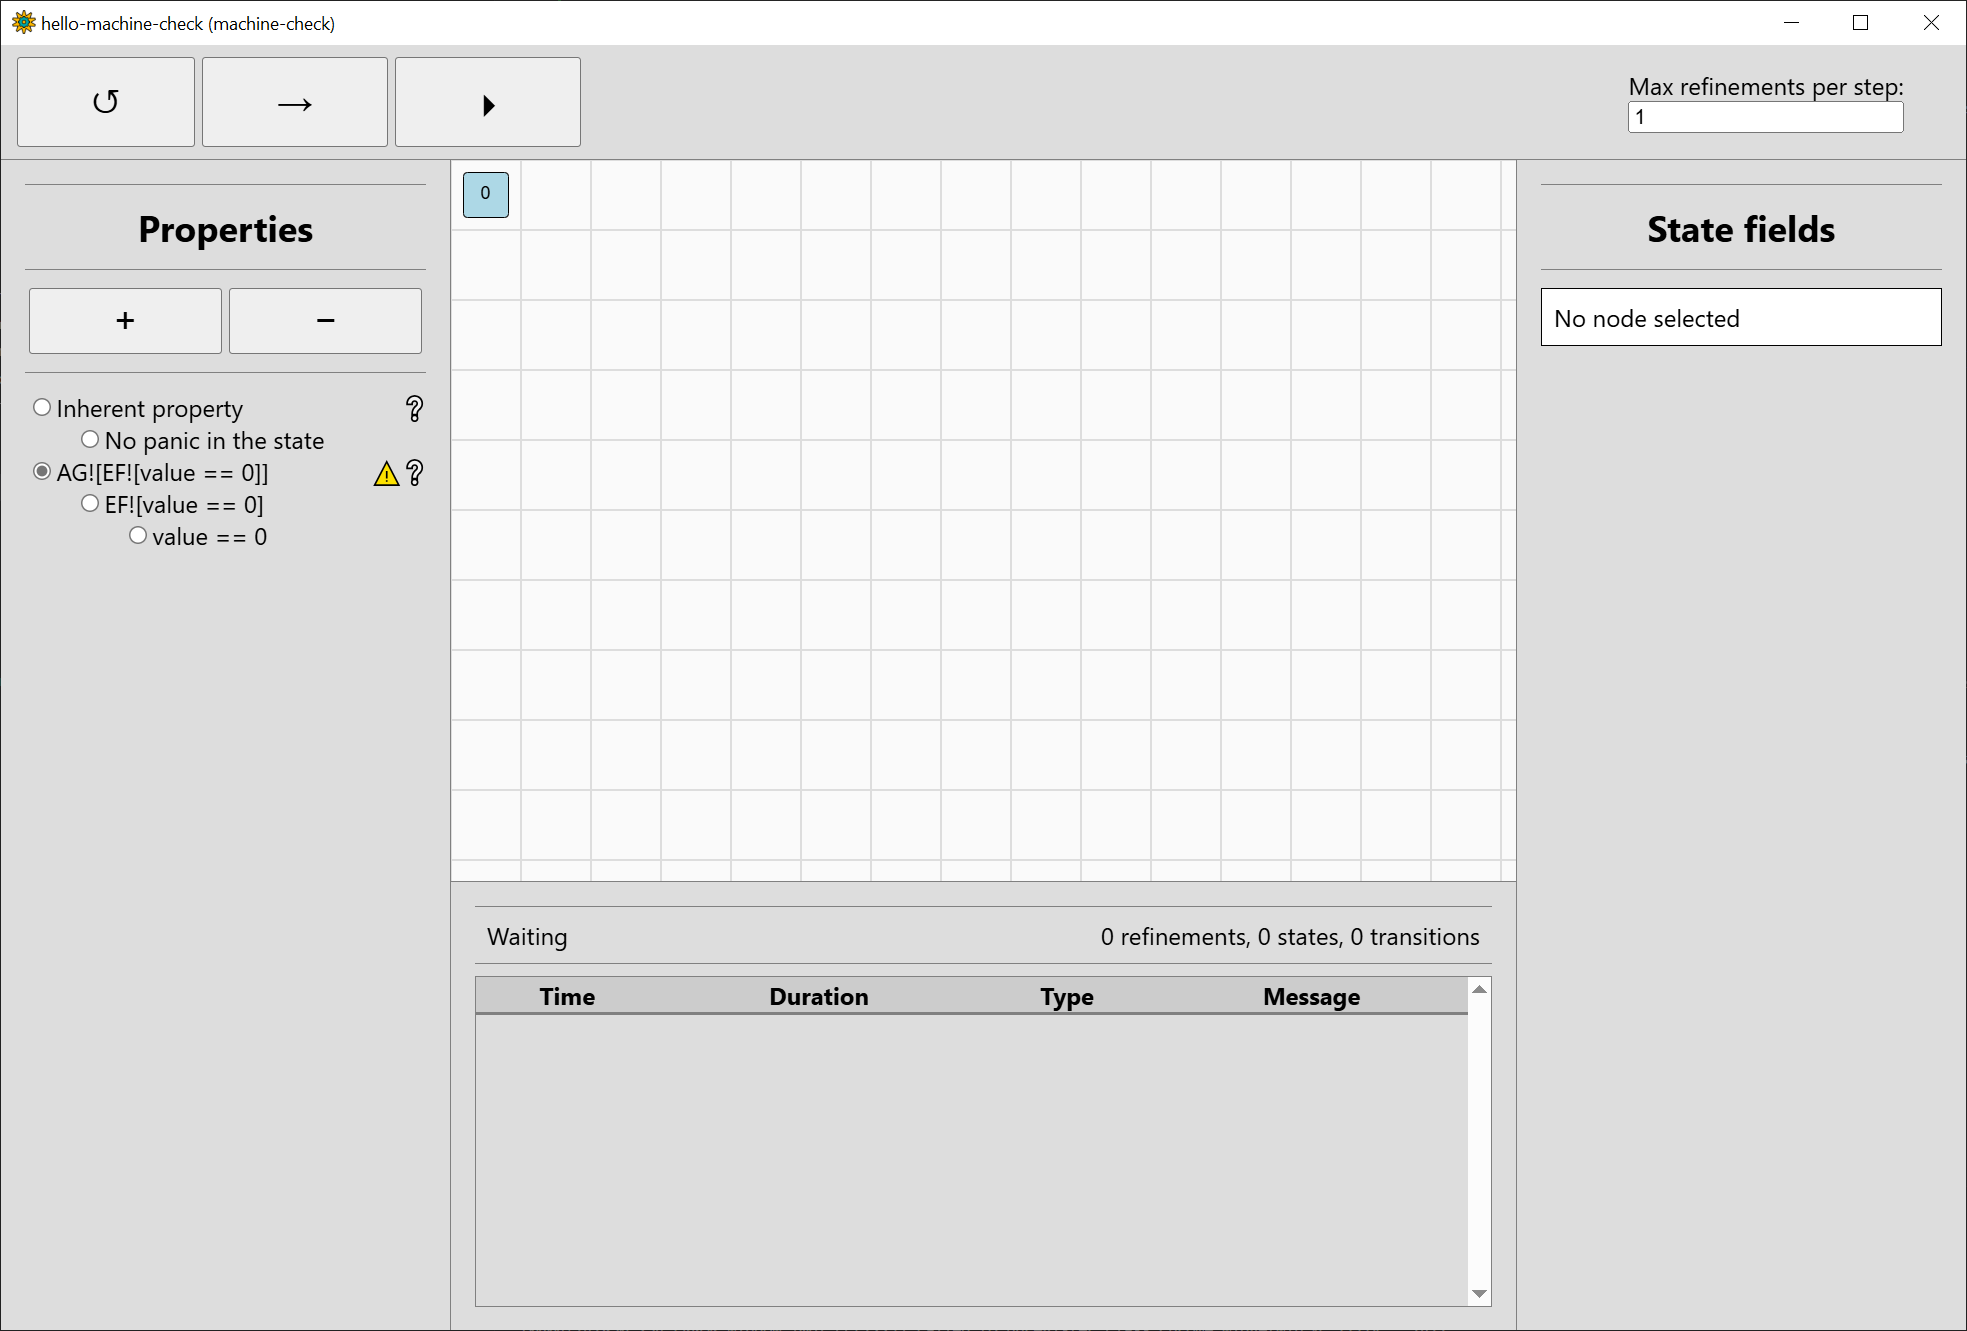 hello-machine-check (machine-check)
Max refinements per step:
1
Properties
+ −
Inherent property
No panic in the state
AG![EF![value == 0]]
EF![value == 0]
value == 0
0
State fields
No node selected
Waiting 0 refinements, 0 states, 0 transitions
Time Duration Type Message